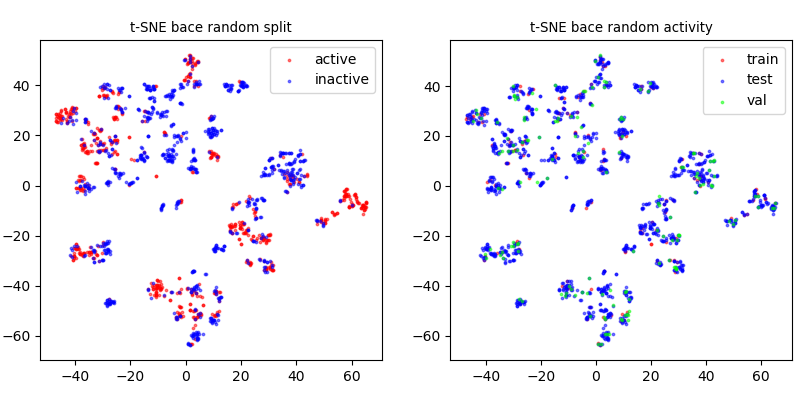 t-SNE bace random split
active
inactive
40
20
0
−20
−40
−60
−40 −20 0 20 40 60
t-SNE bace random activity
train
test
val
40
20
0
−20
−40
−60
−40 −20 0 20 40 60